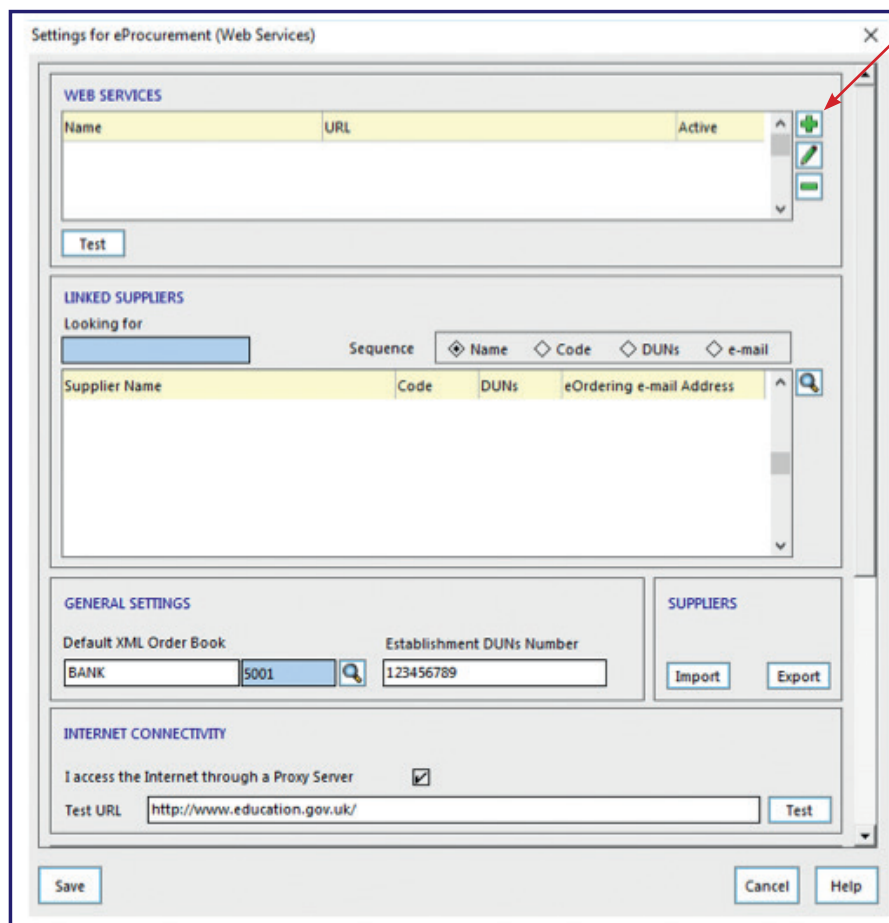 Settings for eProcurement (Web Services)
WEB SERVICES
Name URL Active
Test
LINKED SUPPLIERS
Looking for
Sequence Name Code DUNs e-mail
Supplier Name Code DUNs eOrdering e-mail Address
GENERAL SETTINGS
Default XML Order Book Establishment DUNs Number
BANK 5001 123456789
SUPPLIERS
Import Export
INTERNET CONNECTIVITY
I access the Internet through a Proxy Server
Test URL http://www.education.gov.uk/ Test
Save Cancel Help